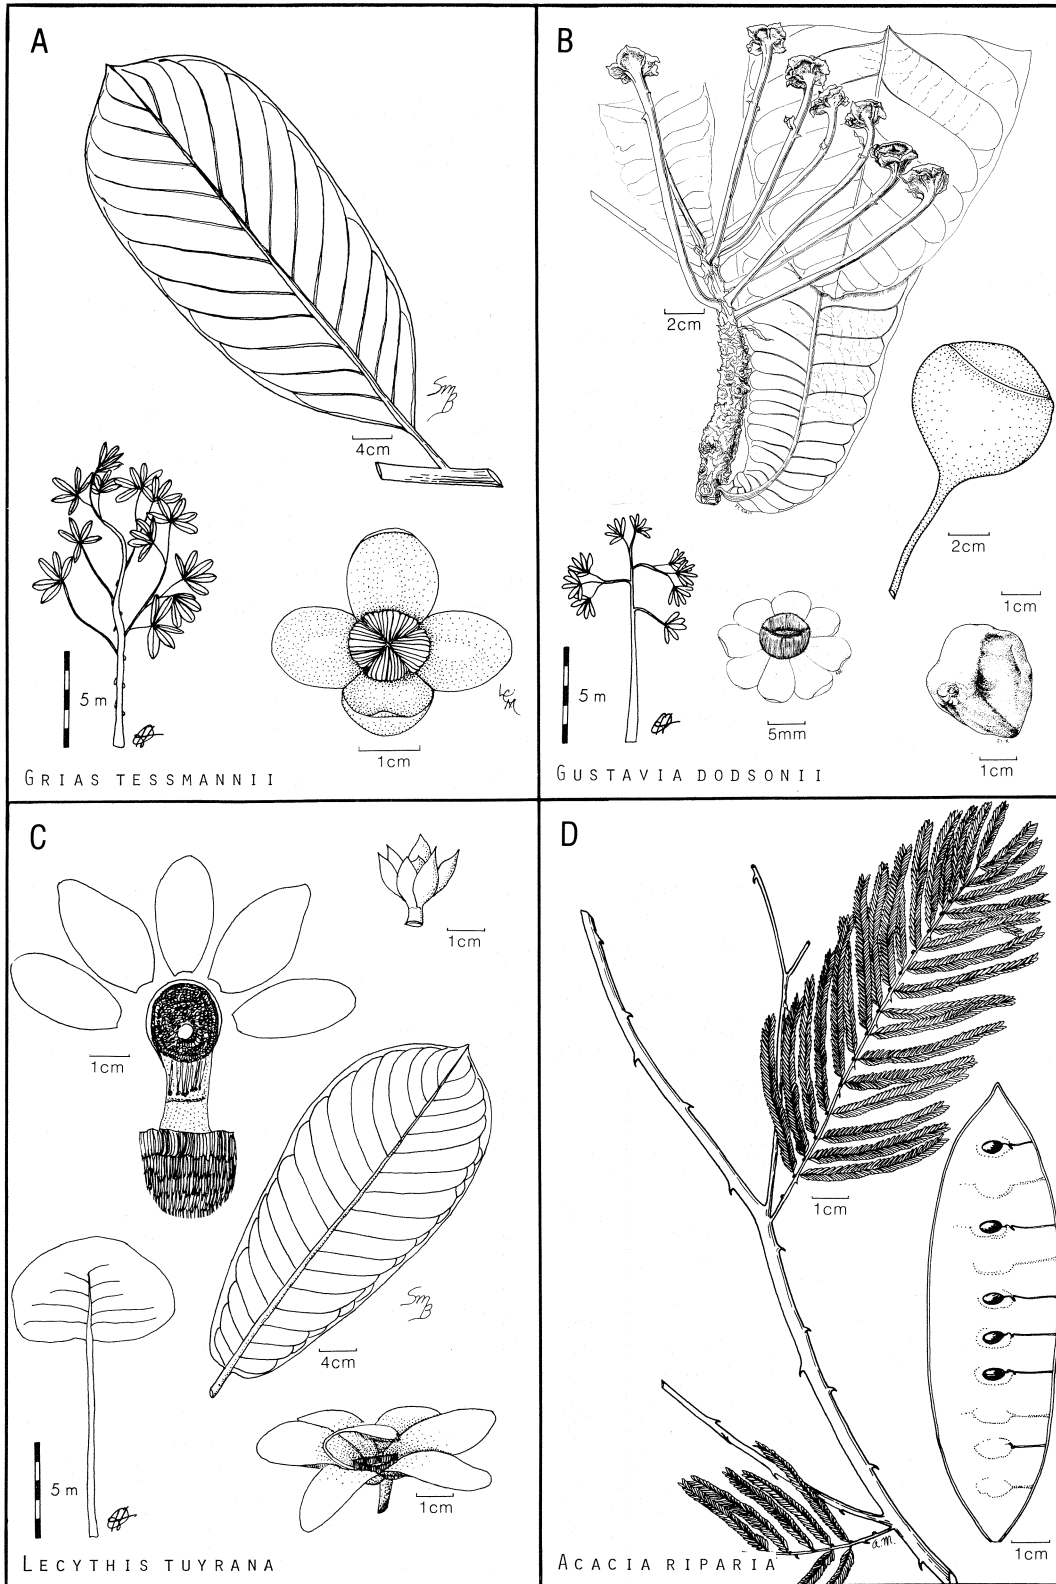 A
4cm
5 m
1cm
GRIAS TESSMANNII
B
2cm
2cm
1cm
5 m
5mm
1cm
GUSTAVIA DODSONII
C
1cm
1cm
4cm
5 m
1cm
LECYTHIS TUYRANA
D
1cm
1cm
a.m.
ACACIA RIPARIA